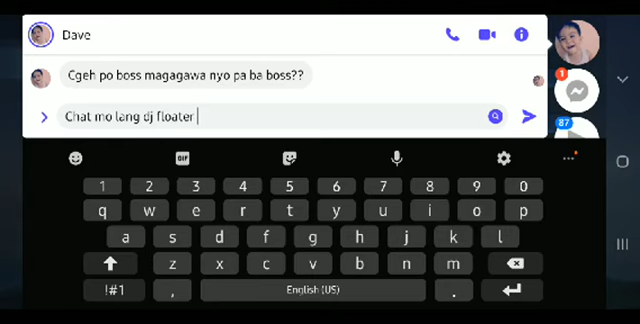 Dave
1
Cgeh po boss magagawa nyo pa ba boss??
Chat mo lang dj floater
87
GIF
1 2 3 4 5 6 7 8 9 0
q w e r t y u i o p
a s d f g h j k l
z x c v b n m
!#1 , English (US) .